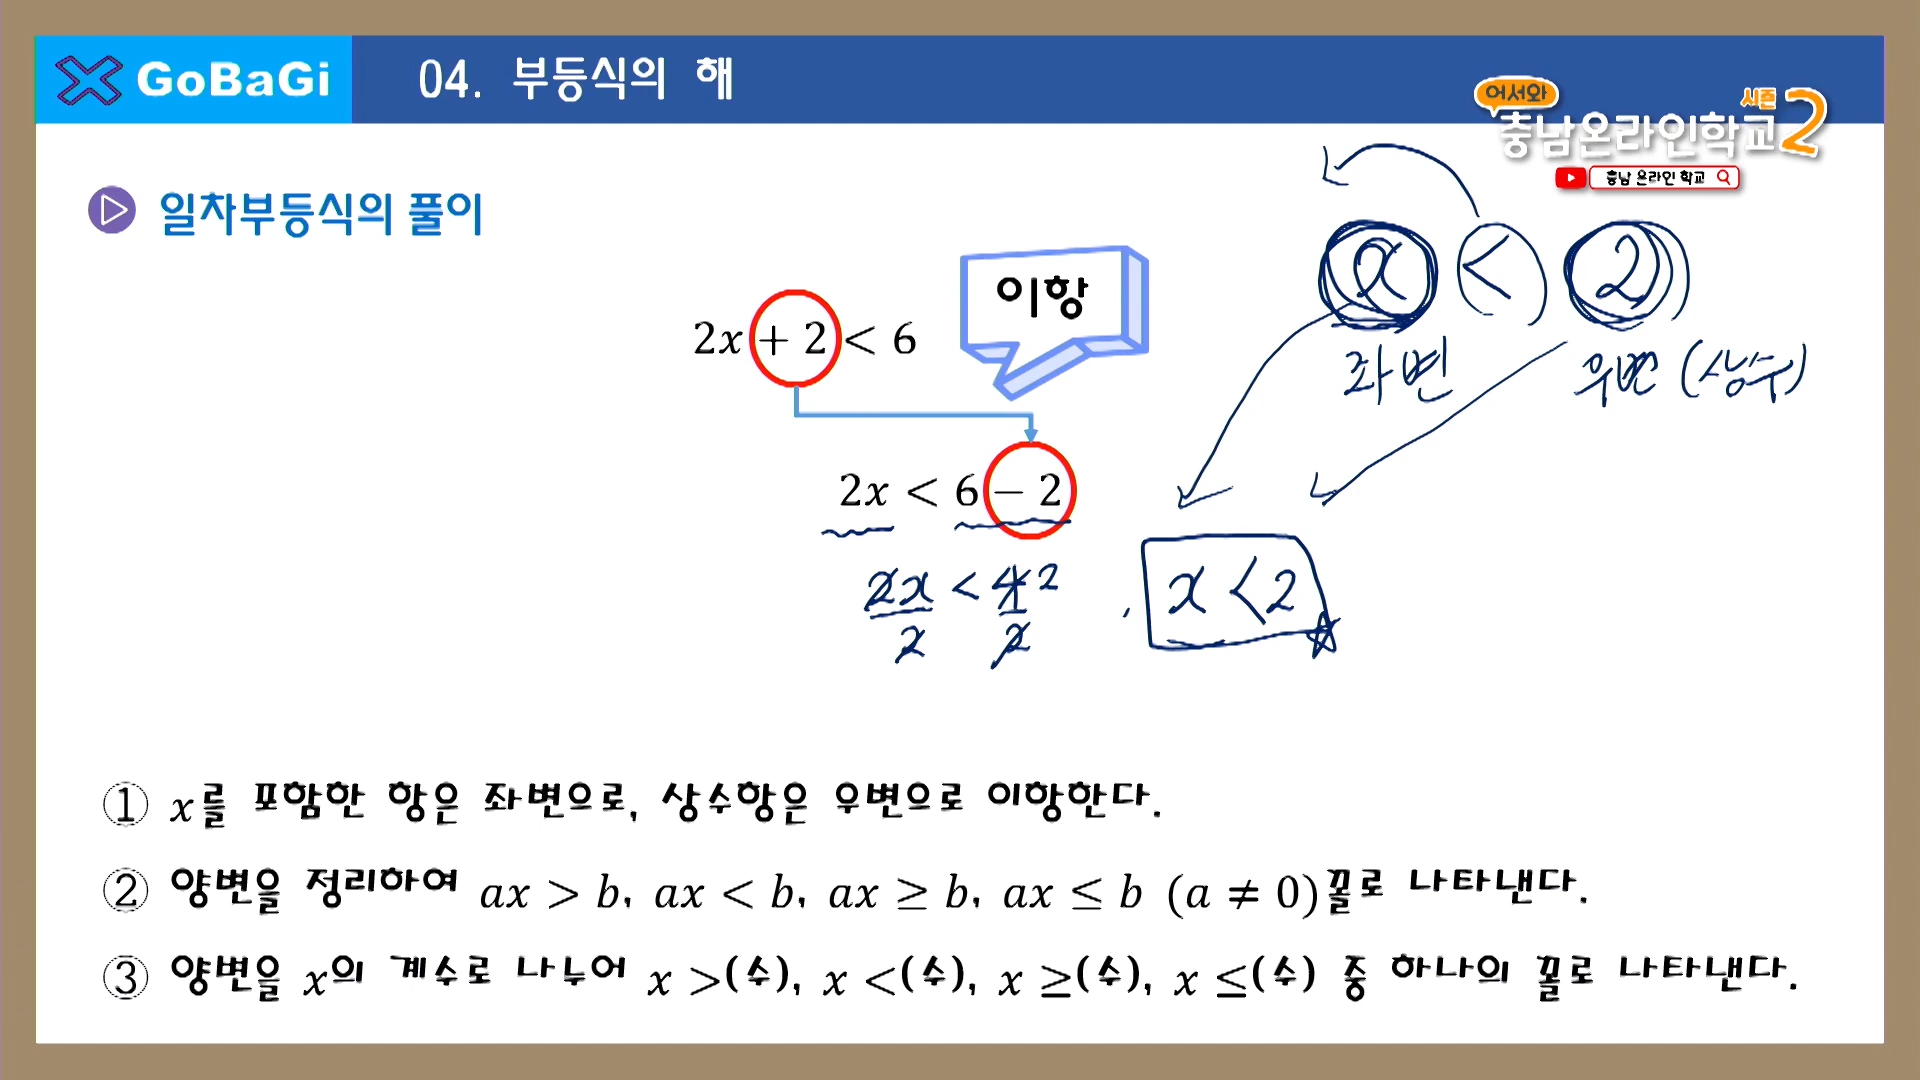 GoBaGi
04. 부등식의 해
어서와
충남온라인학교 시즌2
충남 온라인 학교
일차부등식의 풀이
2x + 2 < 6
이항
x < 2
좌변 우변 (상수)
2x < 6 − 2
2x/2 < 4/2 2
x < 2
① x를 포함한 항은 좌변으로, 상수항은 우변으로 이항한다.
② 양변을 정리하여 ax > b, ax < b, ax ≥ b, ax ≤ b (a ≠ 0)꼴로 나타낸다.
③ 양변을 x의 계수로 나누어 x >(수), x <(수), x ≥(수), x ≤(수) 중 하나의 꼴로 나타낸다.